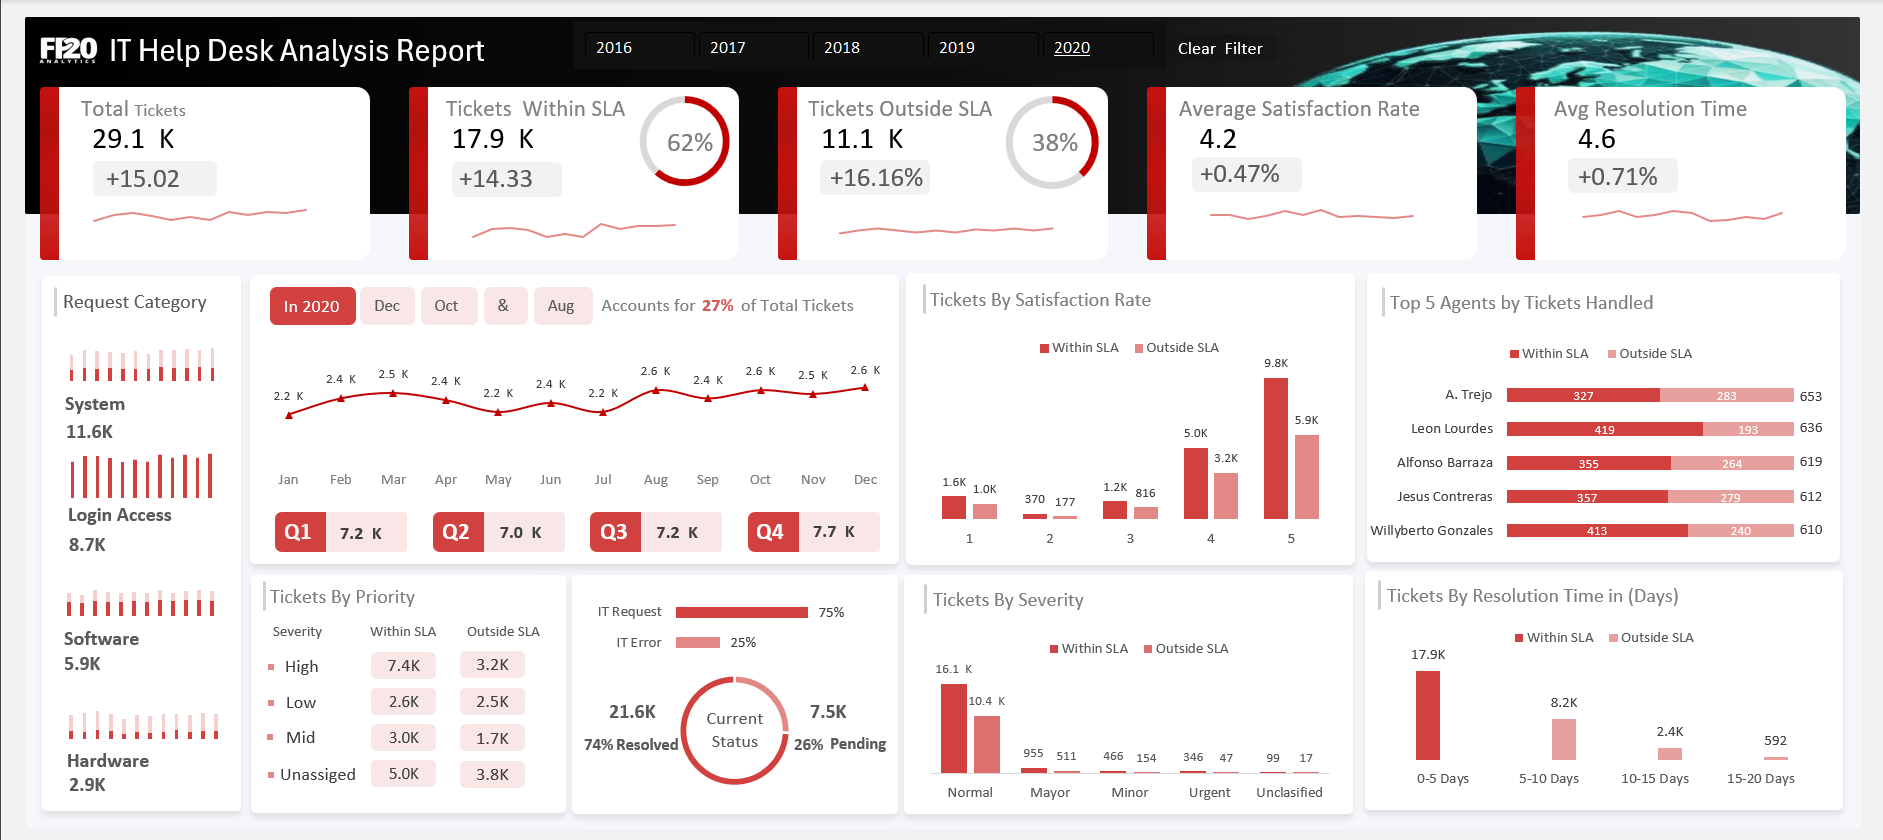 FP20
ANALYTICS
IT Help Desk Analysis Report
2016 2017 2018 2019 2020 Clear Filter
Total Tickets
29.1 K
+15.02
Tickets Within SLA
17.9 K
+14.33
62%
Tickets Outside SLA
11.1 K
+16.16%
38%
Average Satisfaction Rate
4.2
+0.47%
Avg Resolution Time
4.6
+0.71%
Request Category
System
11.6K
Login Access
8.7K
Software
5.9K
Hardware
2.9K
In 2020 Dec Oct & Aug Accounts for 27% of Total Tickets
2.2 K 2.4 K 2.5 K 2.4 K 2.2 K 2.4 K 2.2 K 2.6 K 2.4 K 2.6 K 2.5 K 2.6 K
Jan Feb Mar Apr May Jun Jul Aug Sep Oct Nov Dec
Q1 7.2 K Q2 7.0 K Q3 7.2 K Q4 7.7 K
Tickets By Satisfaction Rate
Within SLA Outside SLA
1.6K 1.0K 370 177 1.2K 816 5.0K 3.2K 9.8K 5.9K
1 2 3 4 5
Top 5 Agents by Tickets Handled
Within SLA Outside SLA
A. Trejo 327 283 653
Leon Lourdes 419 193 636
Alfonso Barraza 355 264 619
Jesus Contreras 357 279 612
Willyberto Gonzales 413 240 610
Tickets By Priority
Severity Within SLA Outside SLA
High 7.4K 3.2K
Low 2.6K 2.5K
Mid 3.0K 1.7K
Unassiged 5.0K 3.8K
IT Request 75%
IT Error 25%
21.6K
74% Resolved
Current
Status
7.5K
26% Pending
Tickets By Severity
Within SLA Outside SLA
16.1 K 10.4 K 955 511 466 154 346 47 99 17
Normal Mayor Minor Urgent Unclasified
Tickets By Resolution Time in (Days)
Within SLA Outside SLA
17.9K 8.2K 2.4K 592
0-5 Days 5-10 Days 10-15 Days 15-20 Days